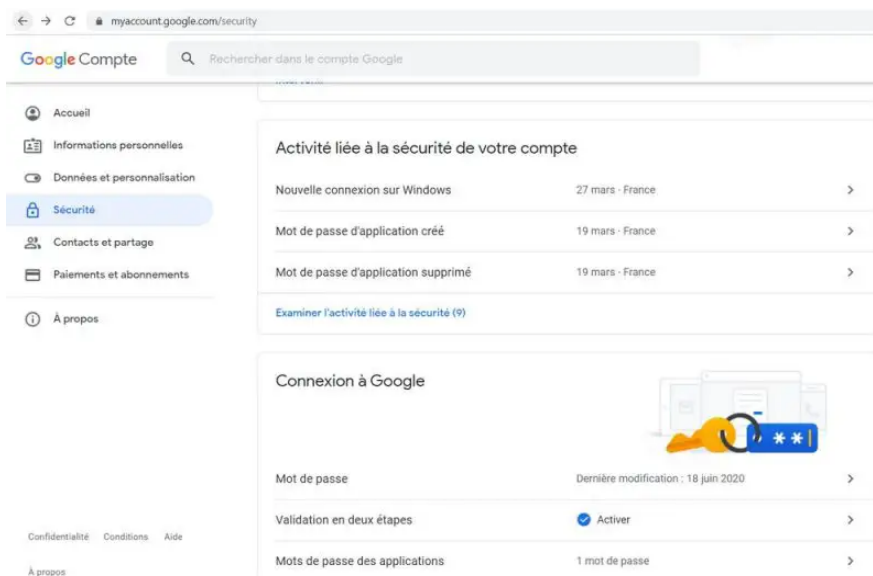 myaccount.google.com/security
Google Compte
Rechercher dans le compte Google
Accueil
Informations personnelles
Données et personnalisation
Sécurité
Contacts et partage
Paiements et abonnements
À propos
Confidentialité Conditions Aide
À propos
Activité liée à la sécurité de votre compte
Nouvelle connexion sur Windows 27 mars - France
Mot de passe d'application créé 19 mars - France
Mot de passe d'application supprimé 19 mars - France
Examiner l'activité liée à la sécurité (9)
Connexion à Google
**
Mot de passe Dernière modification : 18 juin 2020
Validation en deux étapes Activer
Mots de passe des applications 1 mot de passe